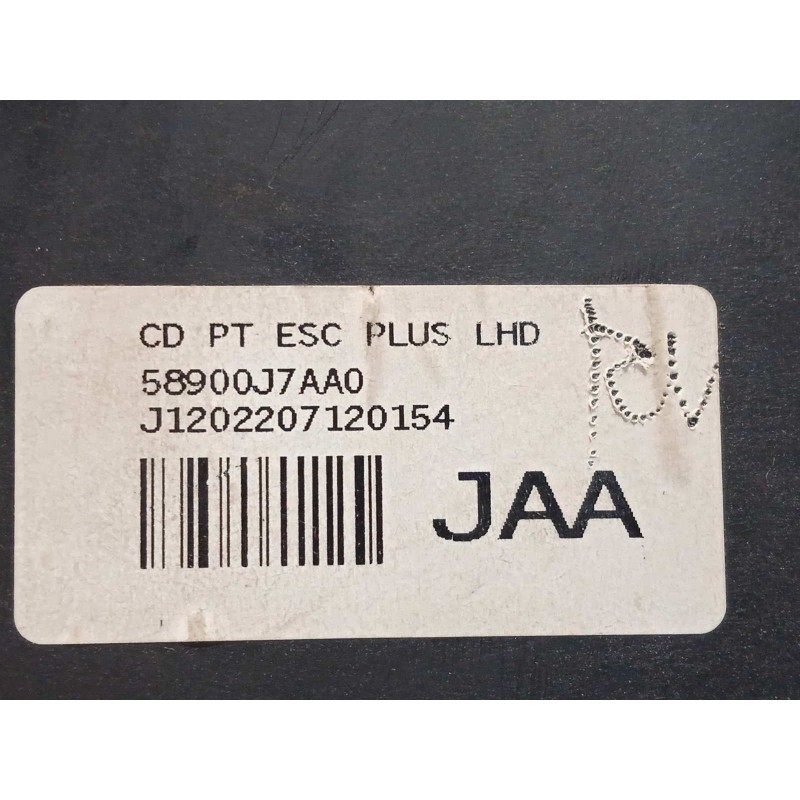 CD PT ESC PLUS LHD
58900J7AA0
J1202207120154
JAA